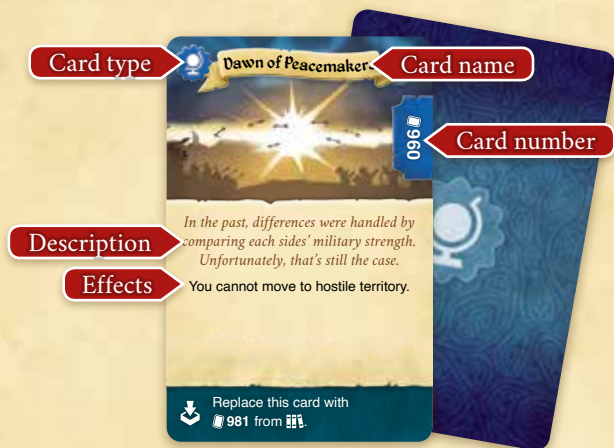 Card type
Dawn of Peacemakers
Card name
960
Card number
In the past, differences were handled by
Description
comparing each sides' military strength.
Unfortunately, that's still the case.
Effects
You cannot move to hostile territory.
Replace this card with
981 from .